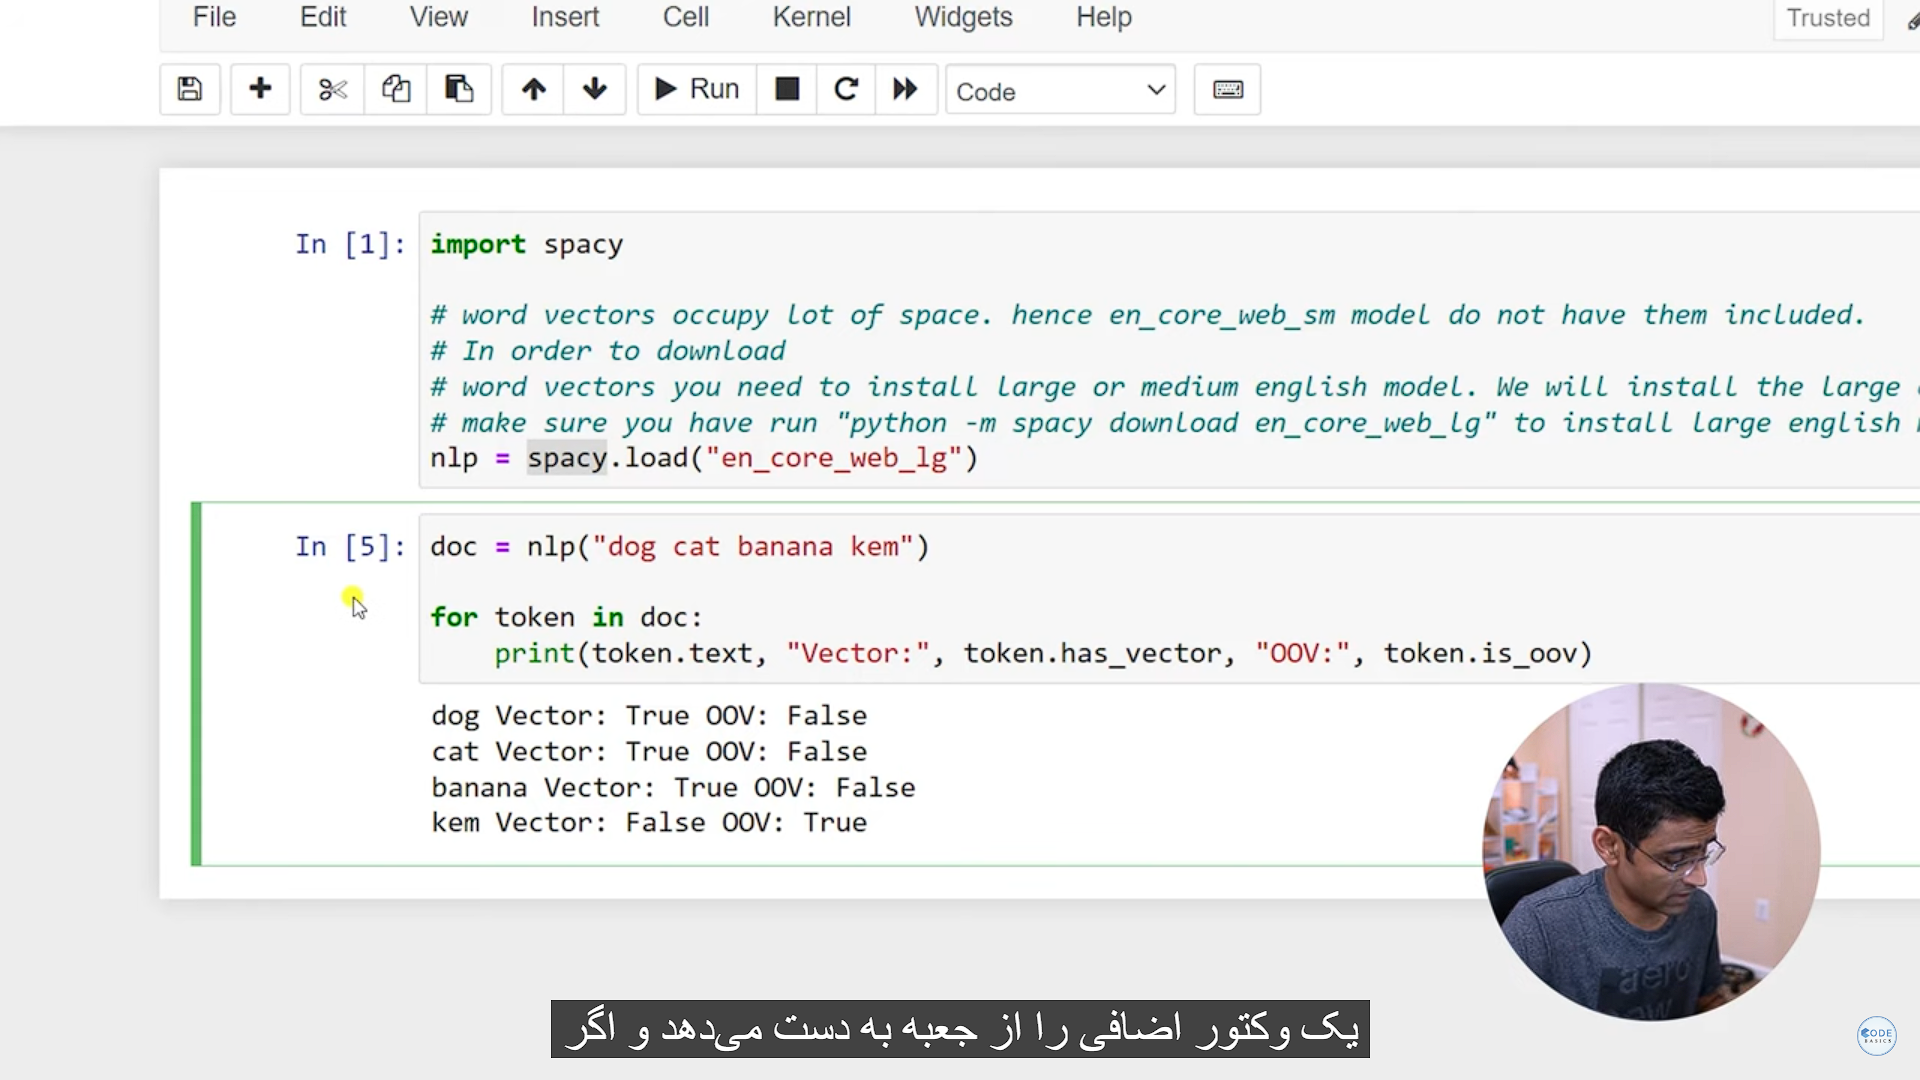 File Edit View Insert Cell Kernel Widgets Help Trusted
Run Code
In [1]: import spacy
# word vectors occupy lot of space. hence en_core_web_sm model do not have them included.
# In order to download
# word vectors you need to install large or medium english model. We will install the large
# make sure you have run "python -m spacy download en_core_web_lg" to install large english
nlp = spacy.load("en_core_web_lg")
In [5]: doc = nlp("dog cat banana kem")
for token in doc:
print(token.text, "Vector:", token.has_vector, "OOV:", token.is_oov)
dog Vector: True OOV: False
cat Vector: True OOV: False
banana Vector: True OOV: False
kem Vector: False OOV: True
aero
یک وکتور اضافی را از جعبه به دست می‌دهد و اگر
CODE
BASICS